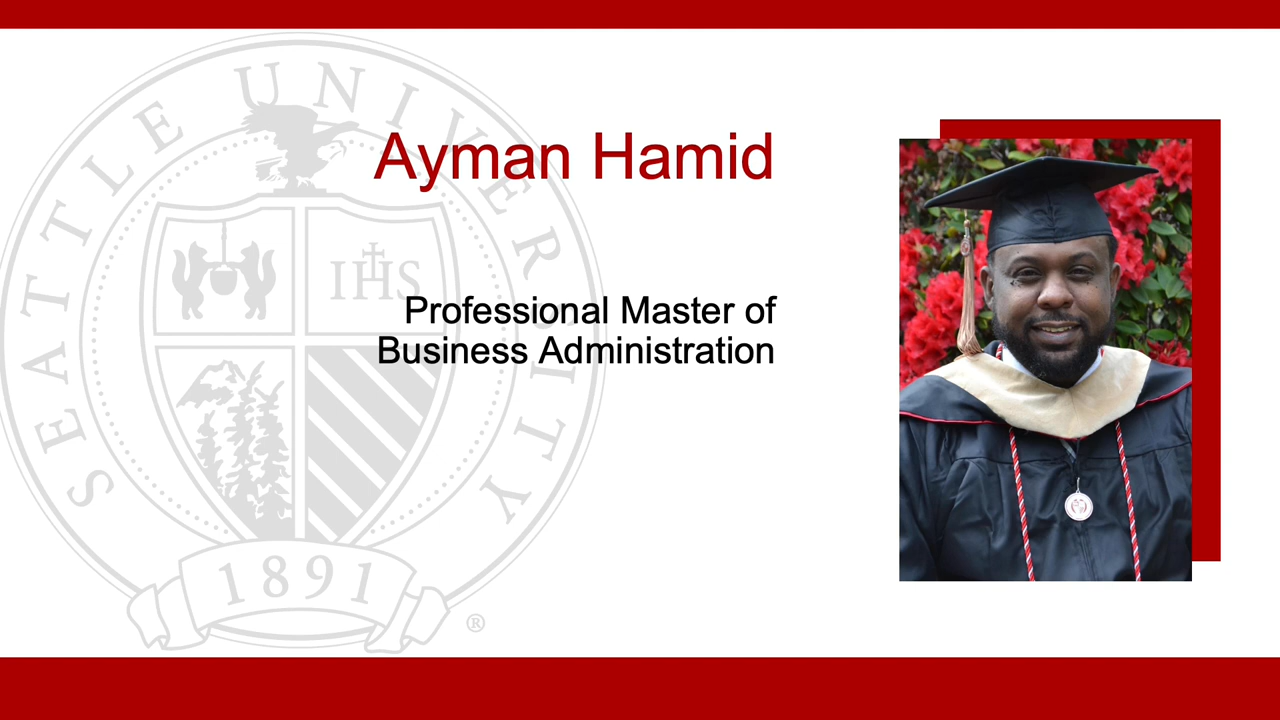 SEATTLE UNIVERSITY
Ayman Hamid
IHS
Professional Master of
Business Administration
1891
®